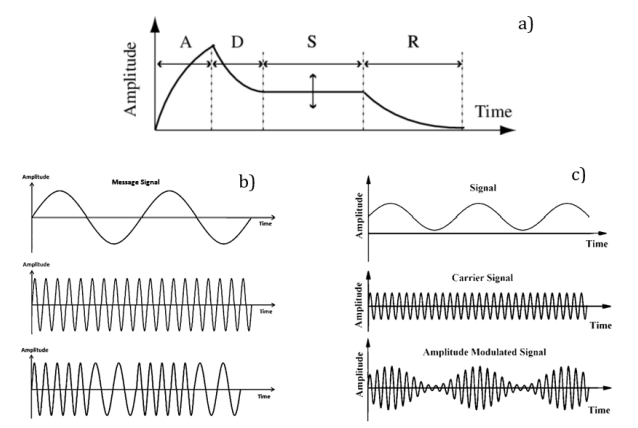 a)
A D S R
Amplitude
Time
b)
Amplitude
Message Signal
Time
Amplitude
Time
Amplitude
Time
c)
Signal
Amplitude
Time
Carrier Signal
Amplitude
Time
Amplitude Modulated Signal
Amplitude
Time